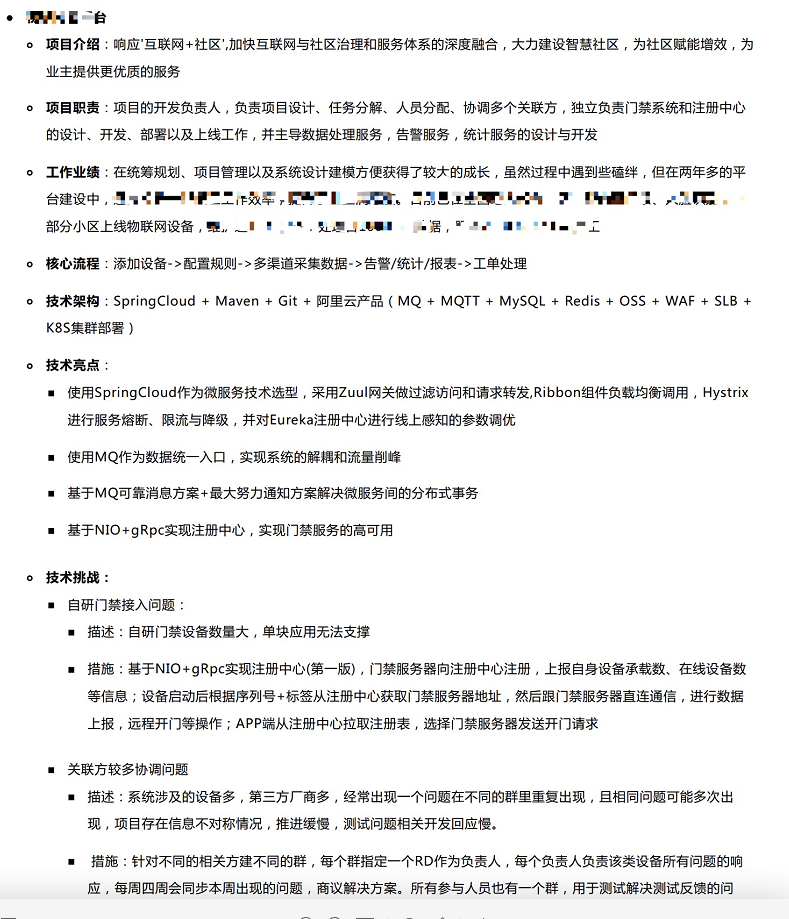 台
项目介绍：响应'互联网+社区',加快互联网与社区治理和服务体系的深度融合，大力建设智慧社区，为社区赋能增效，为
业主提供更优质的服务
项目职责：项目的开发负责人，负责项目设计、任务分解、人员分配、协调多个关联方，独立负责门禁系统和注册中心
的设计、开发、部署以及上线工作，并主导数据处理服务，告警服务，统计服务的设计与开发
工作业绩：在统筹规划、项目管理以及系统设计建模方便获得了较大的成长，虽然过程中遇到些磕绊，但在两年多的平
台建设中，
部分小区上线物联网设备，
核心流程：添加设备->配置规则->多渠道采集数据->告警/统计/报表->工单处理
技术架构：SpringCloud + Maven + Git + 阿里云产品（MQ + MQTT + MySQL + Redis + OSS + WAF + SLB +
K8S集群部署）
技术亮点：
使用SpringCloud作为微服务技术选型，采用Zuul网关做过滤访问和请求转发,Ribbon组件负载均衡调用，Hystrix
进行服务熔断、限流与降级，并对Eureka注册中心进行线上感知的参数调优
使用MQ作为数据统一入口，实现系统的解耦和流量削峰
基于MQ可靠消息方案+最大努力通知方案解决微服务间的分布式事务
基于NIO+gRpc实现注册中心，实现门禁服务的高可用
技术挑战：
自研门禁接入问题：
描述：自研门禁设备数量大，单块应用无法支撑
措施：基于NIO+gRpc实现注册中心(第一版)，门禁服务器向注册中心注册，上报自身设备承载数、在线设备数
等信息；设备启动后根据序列号+标签从注册中心获取门禁服务器地址，然后跟门禁服务器直连通信，进行数据
上报，远程开门等操作；APP端从注册中心拉取注册表，选择门禁服务器发送开门请求
关联方较多协调问题
描述：系统涉及的设备多，第三方厂商多，经常出现一个问题在不同的群里重复出现，且相同问题可能多次出
现，项目存在信息不对称情况，推进缓慢，测试问题相关开发回应慢。
措施：针对不同的相关方建不同的群，每个群指定一个RD作为负责人，每个负责人负责该类设备所有问题的响
应，每周四周会同步本周出现的问题，商议解决方案。所有参与人员也有一个群，用于测试解决测试反馈的问